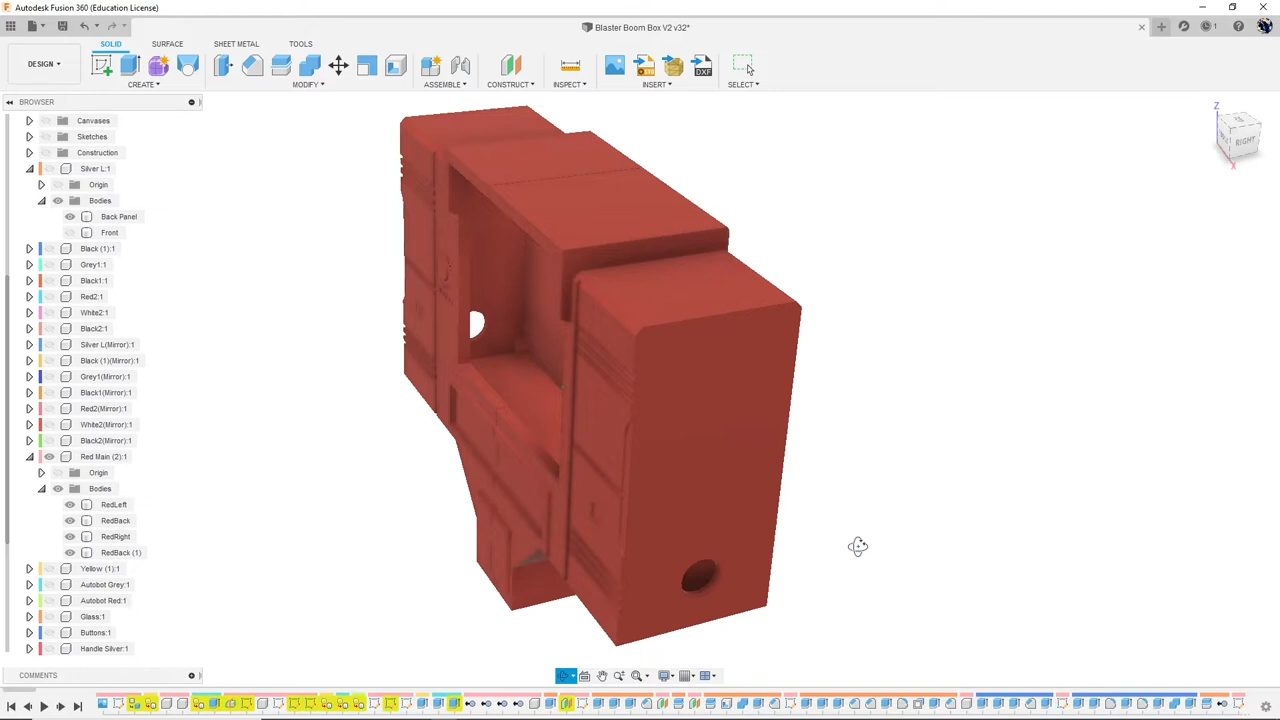 Autodesk Fusion 360 (Education License)
Blaster Boom Box V2 v32*
1
SOLID SURFACE SHEET METAL TOOLS
DESIGN
CREATE MODIFY ASSEMBLE CONSTRUCT INSPECT INSERT SELECT
SVG DXF
BROWSER
Canvases
Sketches
Construction
Silver L:1
Origin
Bodies
Back Panel
Front
Black (1):1
Grey1:1
Black1:1
Red2:1
White2:1
Black2:1
Silver L(Mirror):1
Black (1)(Mirror):1
Grey1(Mirror):1
Black1(Mirror):1
Red2(Mirror):1
White2(Mirror):1
Black2(Mirror):1
Red Main (2):1
Origin
Bodies
RedLeft
RedBack
RedRight
RedBack (1)
Yellow (1):1
Autobot Grey:1
Autobot Red:1
Glass:1
Buttons:1
Handle Silver:1
COMMENTS
Z
RIGHT
X